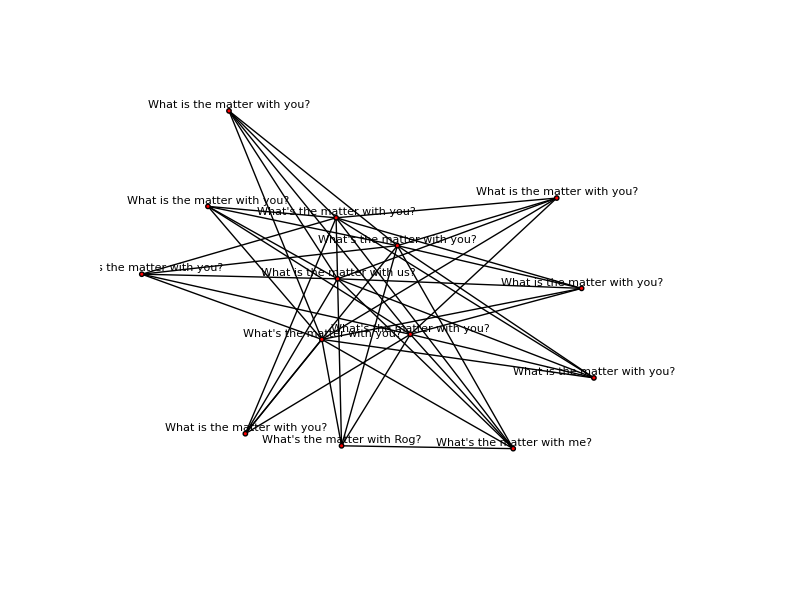 What is the matter with you?
What is the matter with you?
What is the matter with you?
What's the matter with you?
What's the matter with you?
s the matter with you?
What is the matter with us?
What is the matter with you?
What's the matter with you?
What's the matter with you?
What is the matter with you?
What is the matter with you?
What's the matter with Rog?
What's the matter with me?